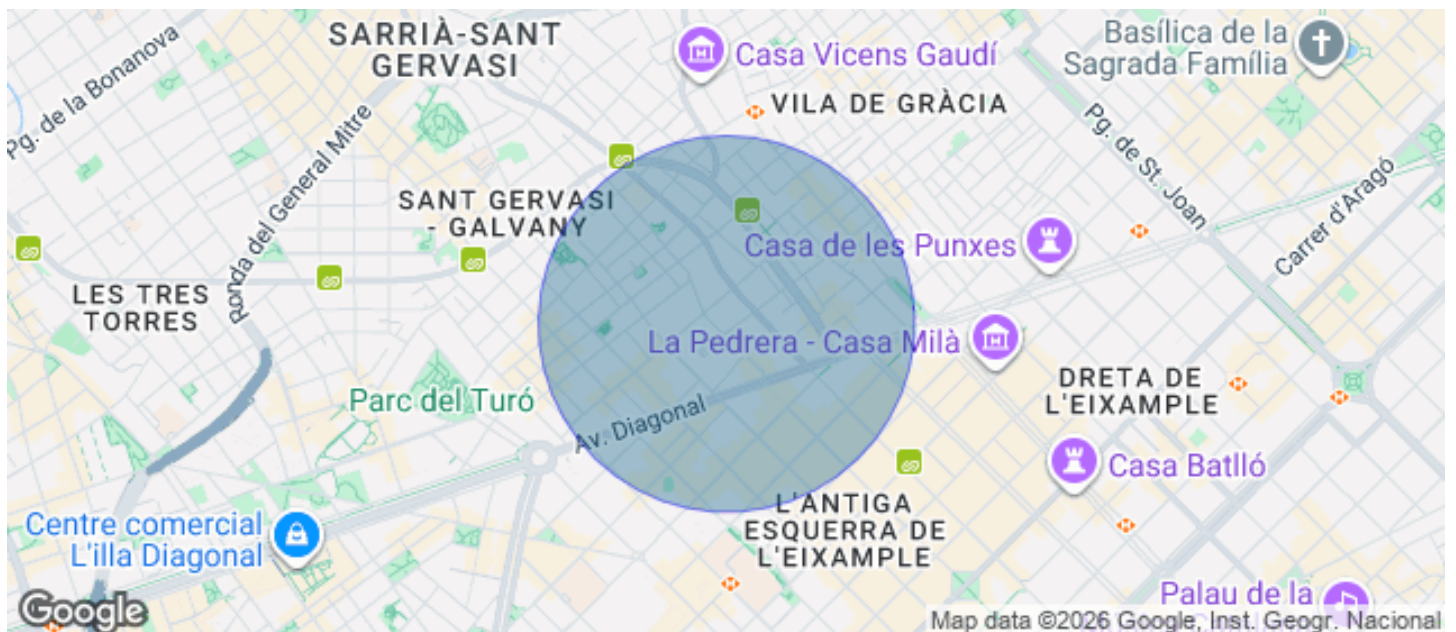 SARRIÀ-SANT
GERVASI
Casa Vicens Gaudí
Basílica de la
Sagrada Família
Pg. de la Bonanova
VILA DE GRÀCIA
Ronda del General Mitre
Pg. de St. Joan
SANT GERVASI
- GALVANY
Carrer d'Aragó
Casa de les Punxes
LES TRES
TORRES
La Pedrera - Casa Milà
DRETA DE
L'EIXAMPLE
Parc del Turó
Av. Diagonal
Casa Batlló
L'ANTIGA
ESQUERRA DE
L'EIXAMPLE
Centre comercial
L'illa Diagonal
Palau de la
Google
Map data ©2026 Google, Inst. Geogr. Nacional